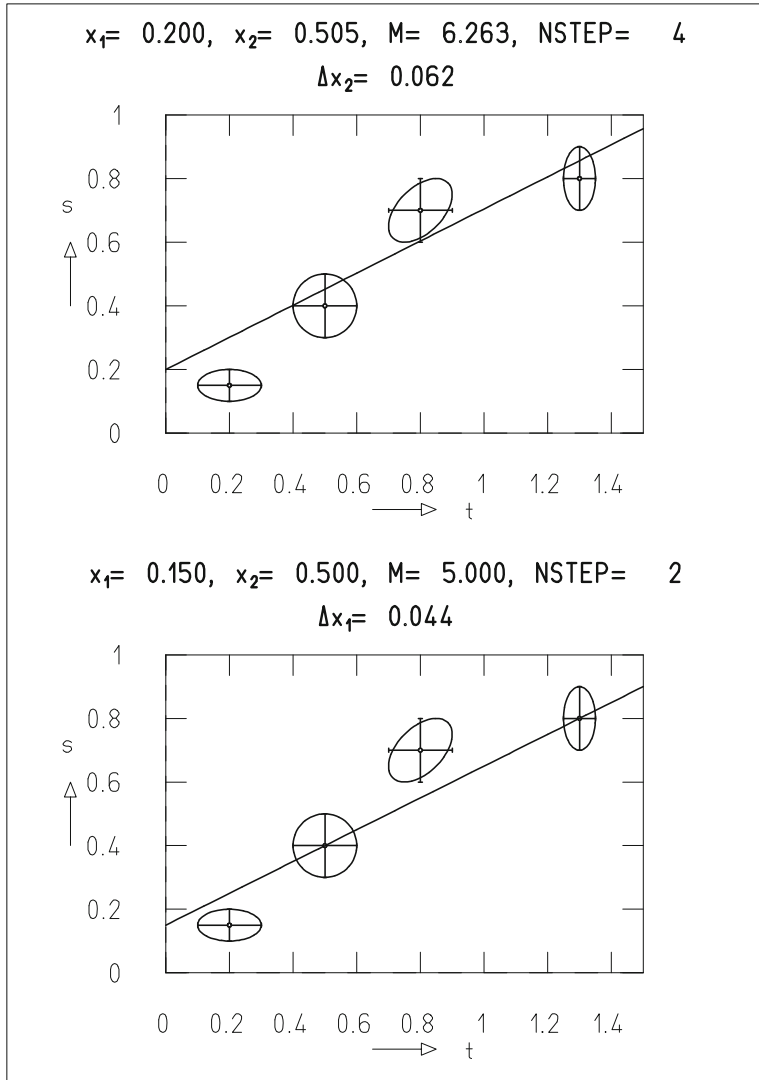 x₁= 0.200, x₂= 0.505, M= 6.263, NSTEP= 4
Δx₂= 0.062
1
0.8
s
0.6
0.4
0.2
0
0 0.2 0.4 0.6 0.8 1 1.2 1.4
t
x₁= 0.150, x₂= 0.500, M= 5.000, NSTEP= 2
Δx₁= 0.044
1
0.8
s
0.6
0.4
0.2
0
0 0.2 0.4 0.6 0.8 1 1.2 1.4
t